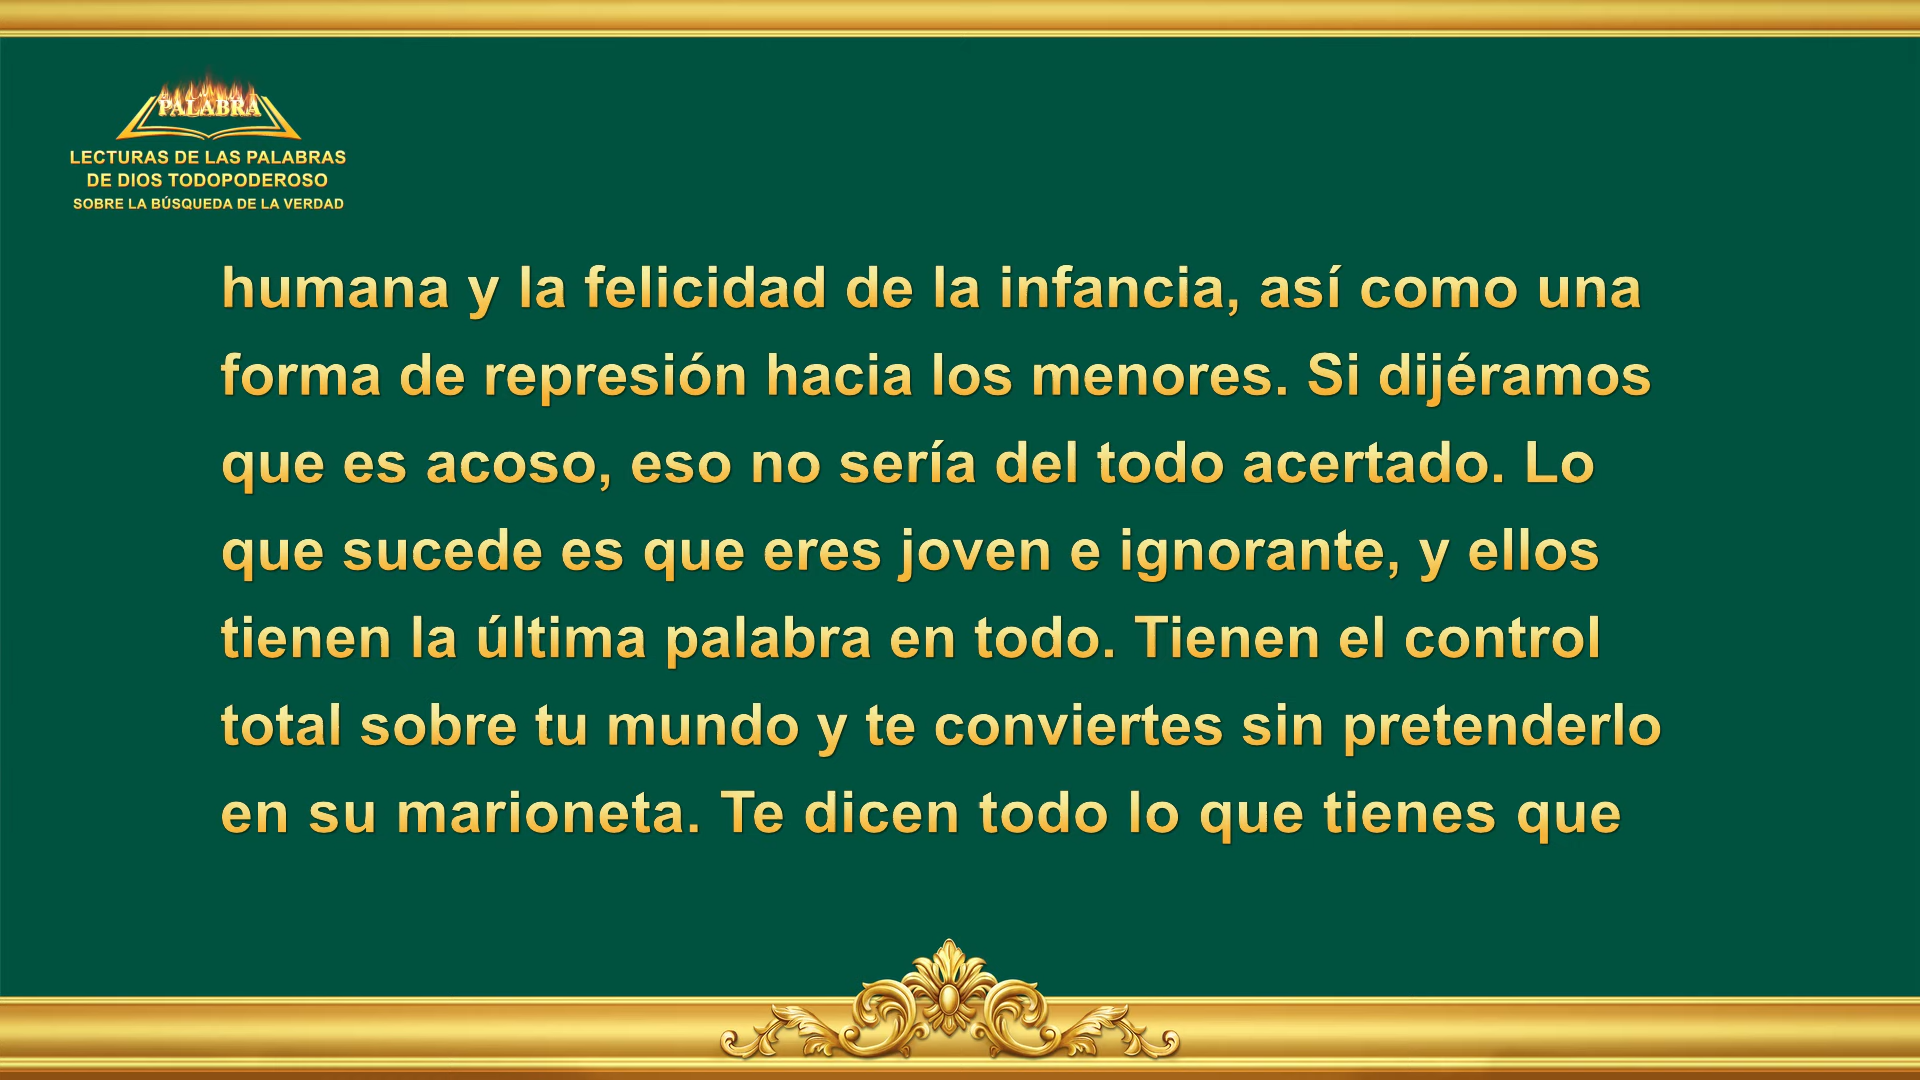 PALABRA
LECTURAS DE LAS PALABRAS
DE DIOS TODOPODEROSO
SOBRE LA BÚSQUEDA DE LA VERDAD
humana y la felicidad de la infancia, así como una
forma de represión hacia los menores. Si dijéramos
que es acoso, eso no sería del todo acertado. Lo
que sucede es que eres joven e ignorante, y ellos
tienen la última palabra en todo. Tienen el control
total sobre tu mundo y te conviertes sin pretenderlo
en su marioneta. Te dicen todo lo que tienes que